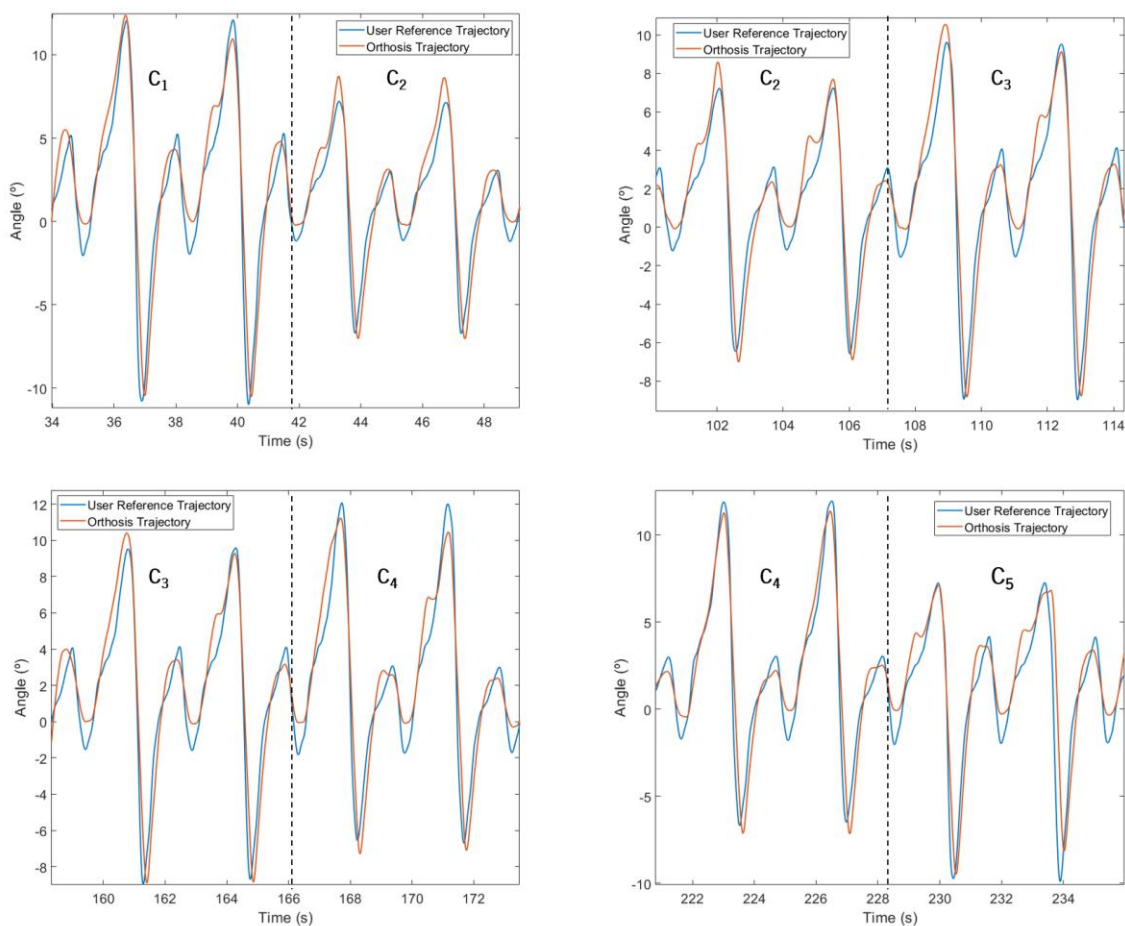 User Reference Trajectory
Orthosis Trajectory
C1
C2
10
5
0
-5
-10
Angle (º)
34 36 38 40 42 44 46 48
Time (s)
User Reference Trajectory
Orthosis Trajectory
C2
C3
10
8
6
4
2
0
-2
-4
-6
-8
Angle (º)
102 104 106 108 110 112 114
Time (s)
User Reference Trajectory
Orthosis Trajectory
C3
C4
12
10
8
6
4
2
0
-2
-4
-6
-8
Angle (º)
160 162 164 166 168 170 172
Time (s)
User Reference Trajectory
Orthosis Trajectory
C4
C5
10
5
0
-5
-10
Angle (º)
222 224 226 228 230 232 234
Time (s)